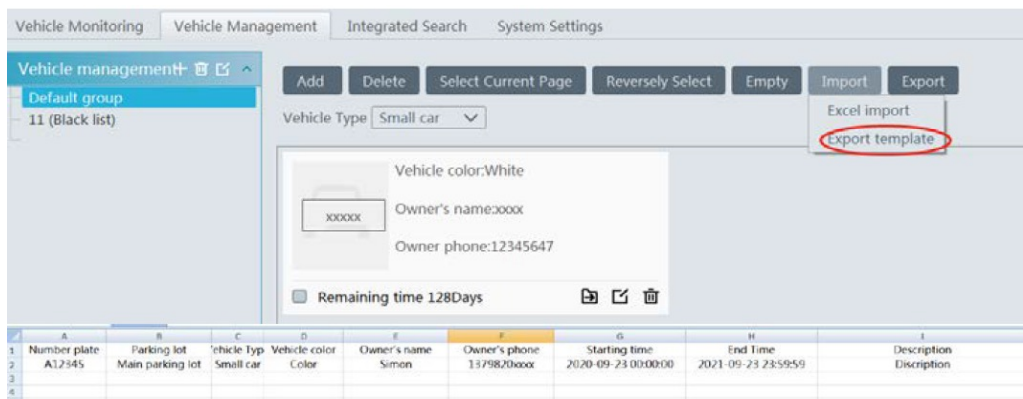 Vehicle Monitoring Vehicle Management Integrated Search System Settings
Vehicle management
Default group
11 (Black list)
Add Delete Select Current Page Reversely Select Empty Import Export
Excel import
Export template
Vehicle Type Small car
Vehicle color:White
xxxxx
Owner's name:xxxx
Owner phone:12345647
Remaining time 128Days
A B C D E F G H I
1 Number plate Parking lot ehicle Typ Vehicle color Owner's name Owner's phone Starting time End Time Description
2 A12345 Main parking lot Small car Color Simon 1379820xxxx 2020-09-23 00:00:00 2021-09-23 23:59:59 Discription
3
4